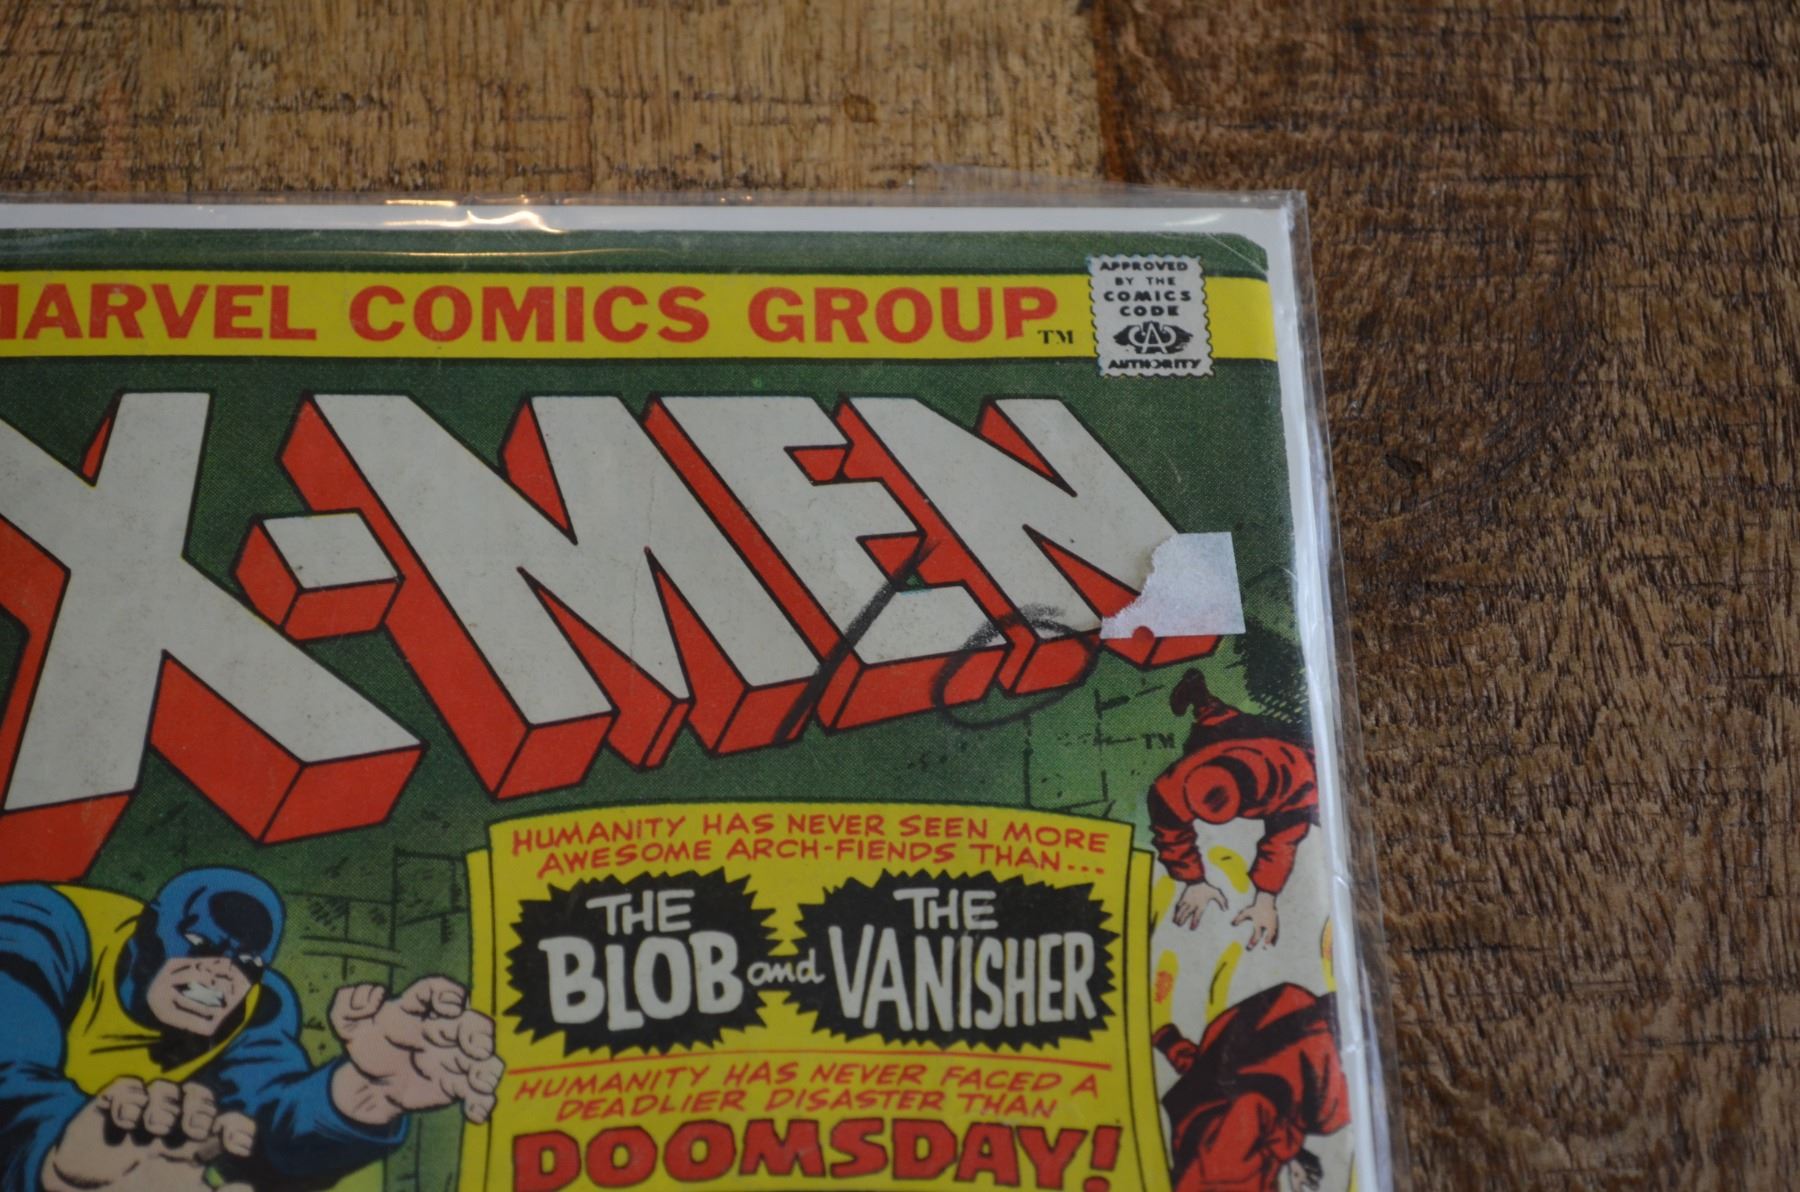 MARVEL COMICS GROUP TM
APPROVED
BY THE
COMICS
CODE
CA
AUTHORITY
X-MEN
TM
HUMANITY HAS NEVER SEEN MORE
AWESOME ARCH-FIENDS THAN...
THE BLOB and THE VANISHER
HUMANITY HAS NEVER FACED A
DEADLIER DISASTER THAN
DOOMSDAY!